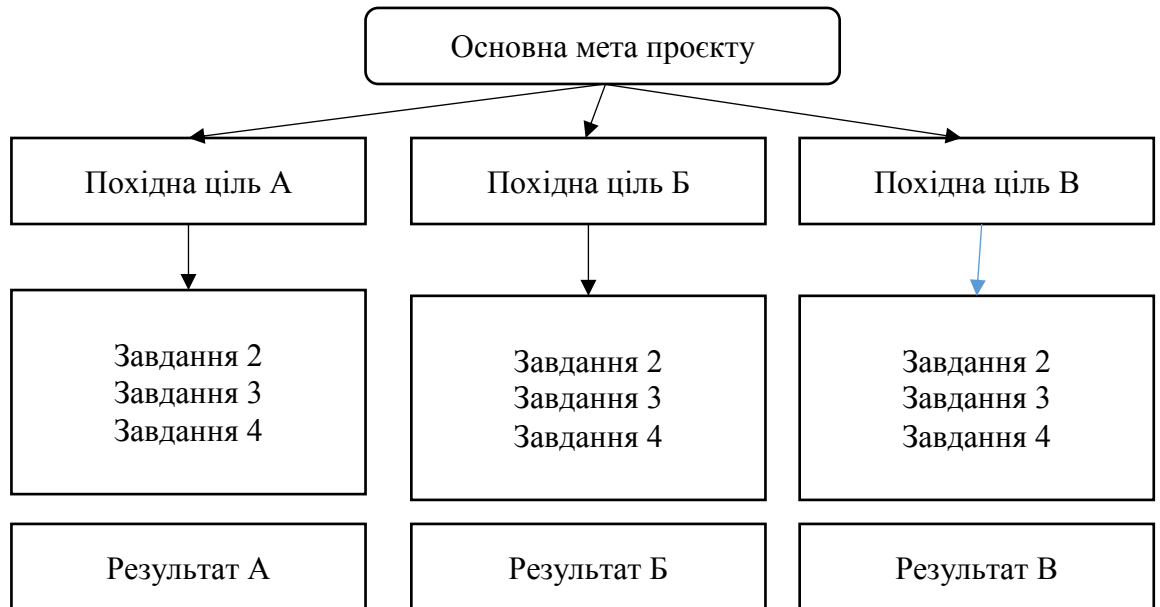 Основна мета проєкту
Похідна ціль А
Похідна ціль Б
Похідна ціль В
Завдання 2
Завдання 3
Завдання 4
Завдання 2
Завдання 3
Завдання 4
Завдання 2
Завдання 3
Завдання 4
Результат А
Результат Б
Результат В